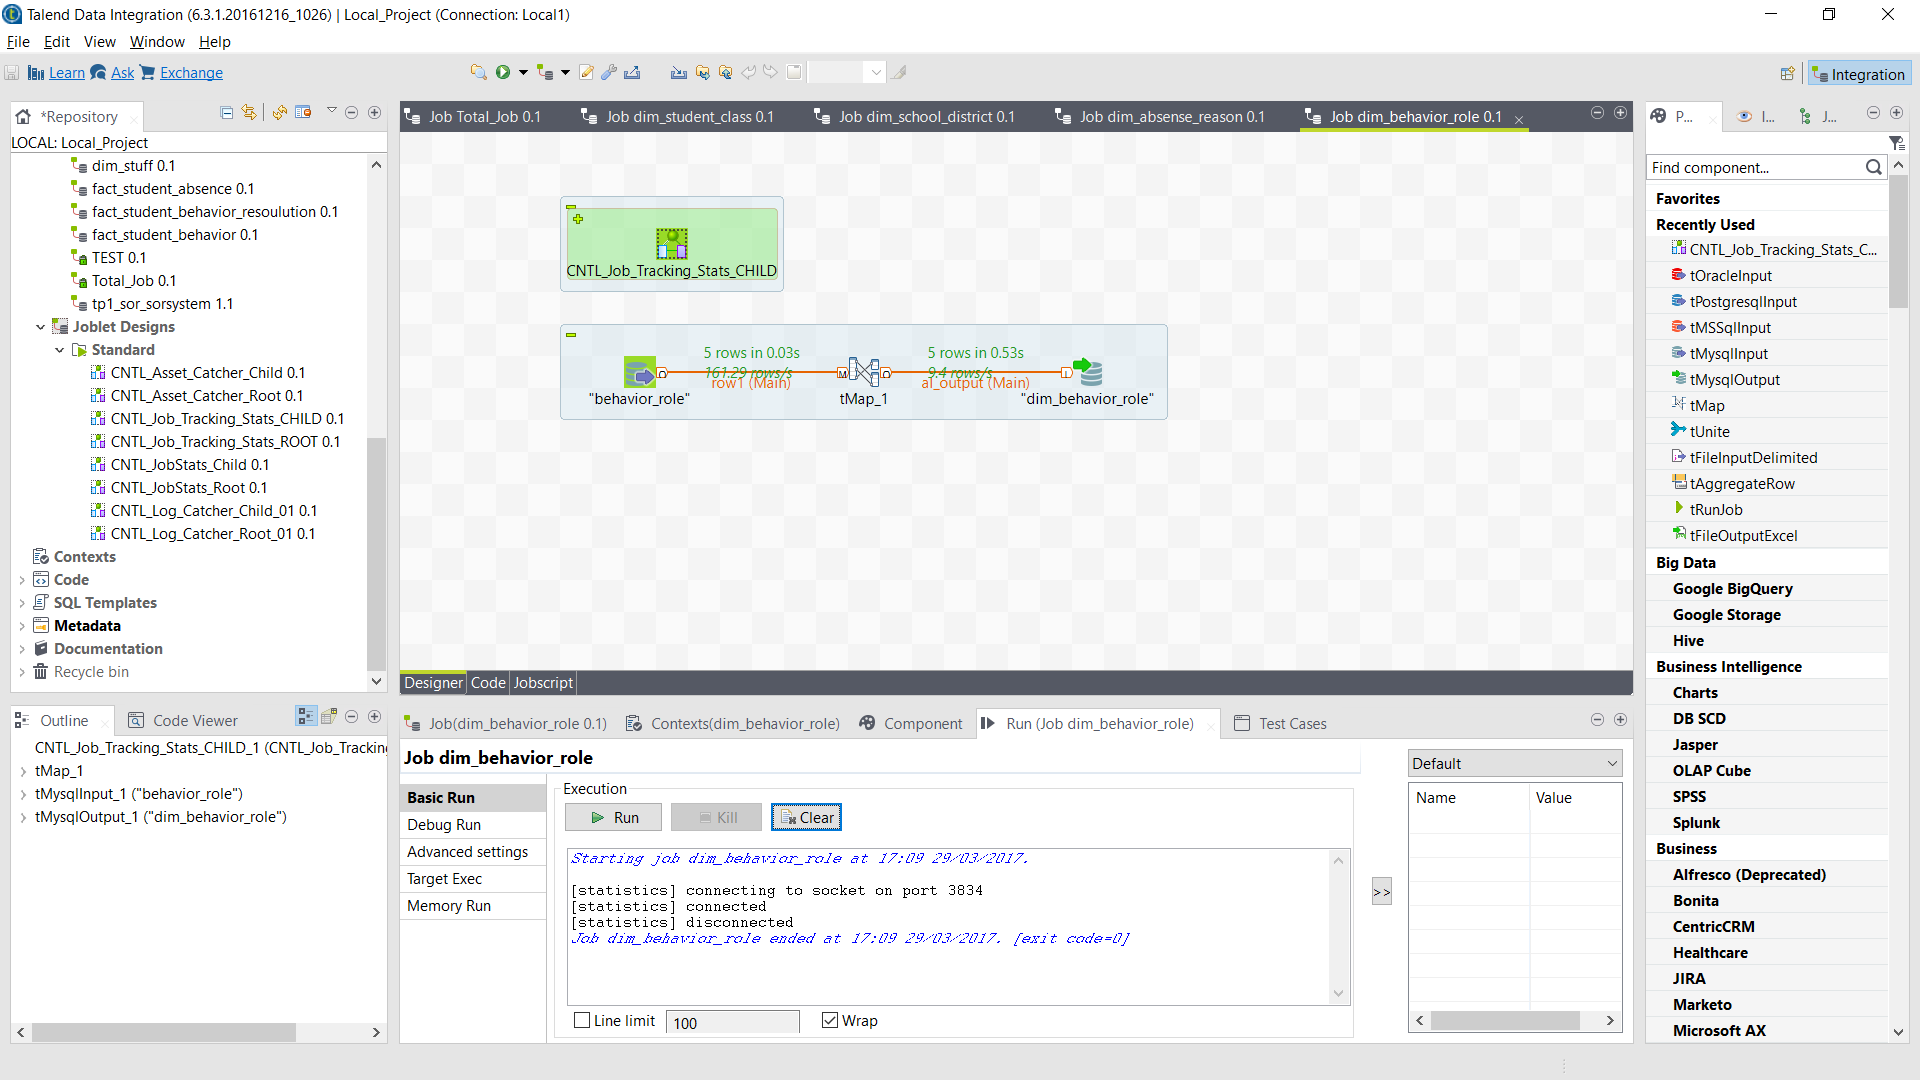 Talend Data Integration (6.3.1.20161216_1026) | Local_Project (Connection: Local1)
File Edit View Window Help
Learn Ask Exchange
Integration
*Repository
LOCAL: Local_Project
dim_stuff 0.1
fact_student_absence 0.1
fact_student_behavior_resoulution 0.1
fact_student_behavior 0.1
TEST 0.1
Total_Job 0.1
tp1_sor_sorsystem 1.1
Joblet Designs
Standard
CNTL_Asset_Catcher_Child 0.1
CNTL_Asset_Catcher_Root 0.1
CNTL_Job_Tracking_Stats_CHILD 0.1
CNTL_Job_Tracking_Stats_ROOT 0.1
CNTL_JobStats_Child 0.1
CNTL_JobStats_Root 0.1
CNTL_Log_Catcher_Child_01 0.1
CNTL_Log_Catcher_Root_01 0.1
Contexts
Code
SQL Templates
Metadata
Documentation
Recycle bin
Outline
Code Viewer
CNTL_Job_Tracking_Stats_CHILD_1 (CNTL_Job_Tracking
tMap_1
tMysqlInput_1 ("behavior_role")
tMysqlOutput_1 ("dim_behavior_role")
Job Total_Job 0.1
Job dim_student_class 0.1
Job dim_school_district 0.1
Job dim_absense_reason 0.1
Job dim_behavior_role 0.1
CNTL_Job_Tracking_Stats_CHILD
5 rows in 0.03s
161.29 rows/s
row1 (Main)
5 rows in 0.53s
9.4 rows/s
al_output (Main)
"behavior_role"
tMap_1
"dim_behavior_role"
Designer Code Jobscript
Job(dim_behavior_role 0.1)
Contexts(dim_behavior_role)
Component
Run (Job dim_behavior_role)
Test Cases
Job dim_behavior_role
Basic Run
Debug Run
Advanced settings
Target Exec
Memory Run
Execution
Run Kill Clear
Starting job dim_behavior_role at 17:09 29/03/2017.
[statistics] connecting to socket on port 3834
[statistics] connected
[statistics] disconnected
Job dim_behavior_role ended at 17:09 29/03/2017. [exit code=0]
Line limit 100 Wrap
>>
Default
Name Value
P...
I...
J...
Find component...
Favorites
Recently Used
CNTL_Job_Tracking_Stats_C...
tOracleInput
tPostgresqlInput
tMSSqlInput
tMysqlInput
tMysqlOutput
tMap
tUnite
tFileInputDelimited
tAggregateRow
tRunJob
tFileOutputExcel
Big Data
Google BigQuery
Google Storage
Hive
Business Intelligence
Charts
DB SCD
Jasper
OLAP Cube
SPSS
Splunk
Business
Alfresco (Deprecated)
Bonita
CentricCRM
Healthcare
JIRA
Marketo
Microsoft AX